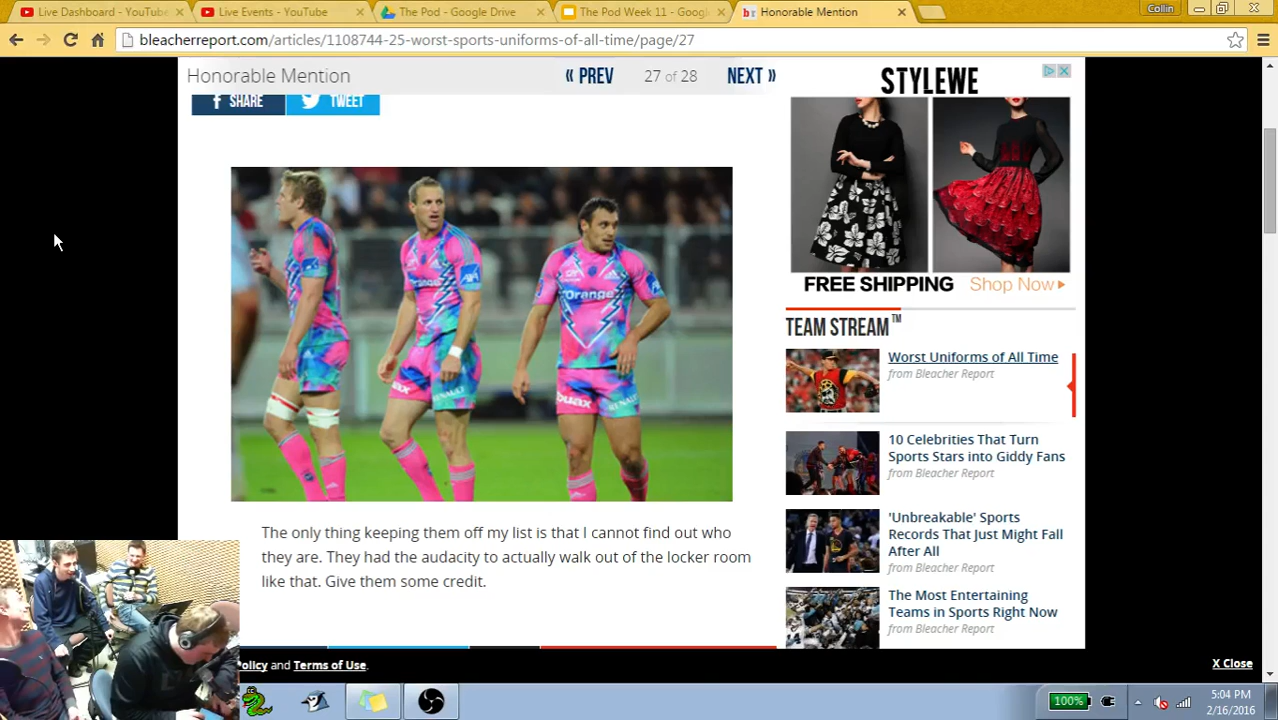 Live Dashboard - YouTube
Live Events - YouTube
The Pod - Google Drive
The Pod Week 11 - Googl
br Honorable Mention
Collin
bleacherreport.com/articles/1108744-25-worst-sports-uniforms-of-all-time/page/27
Honorable Mention
« PREV
27 of 28
NEXT »
f SHARE
TWEET
STYLEWE
FREE SHIPPING
Shop Now
Orange
Orange
AXA
TEAM STREAM™
Worst Uniforms of All Time
from Bleacher Report
10 Celebrities That Turn
Sports Stars into Giddy Fans
from Bleacher Report
'Unbreakable' Sports
Records That Just Might Fall
After All
from Bleacher Report
The Most Entertaining
Teams in Sports Right Now
from Bleacher Report
The only thing keeping them off my list is that I cannot find out who
they are. They had the audacity to actually walk out of the locker room
like that. Give them some credit.
Policy and Terms of Use.
X Close
100%
5:04 PM
2/16/2016